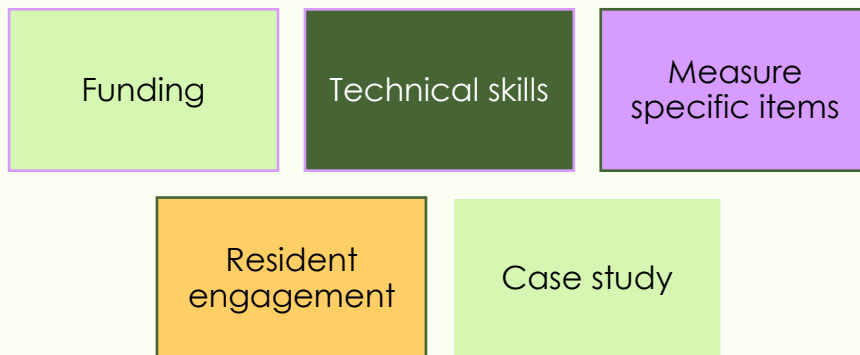 Funding
Technical skills
Measure
specific items
Resident
engagement
Case study